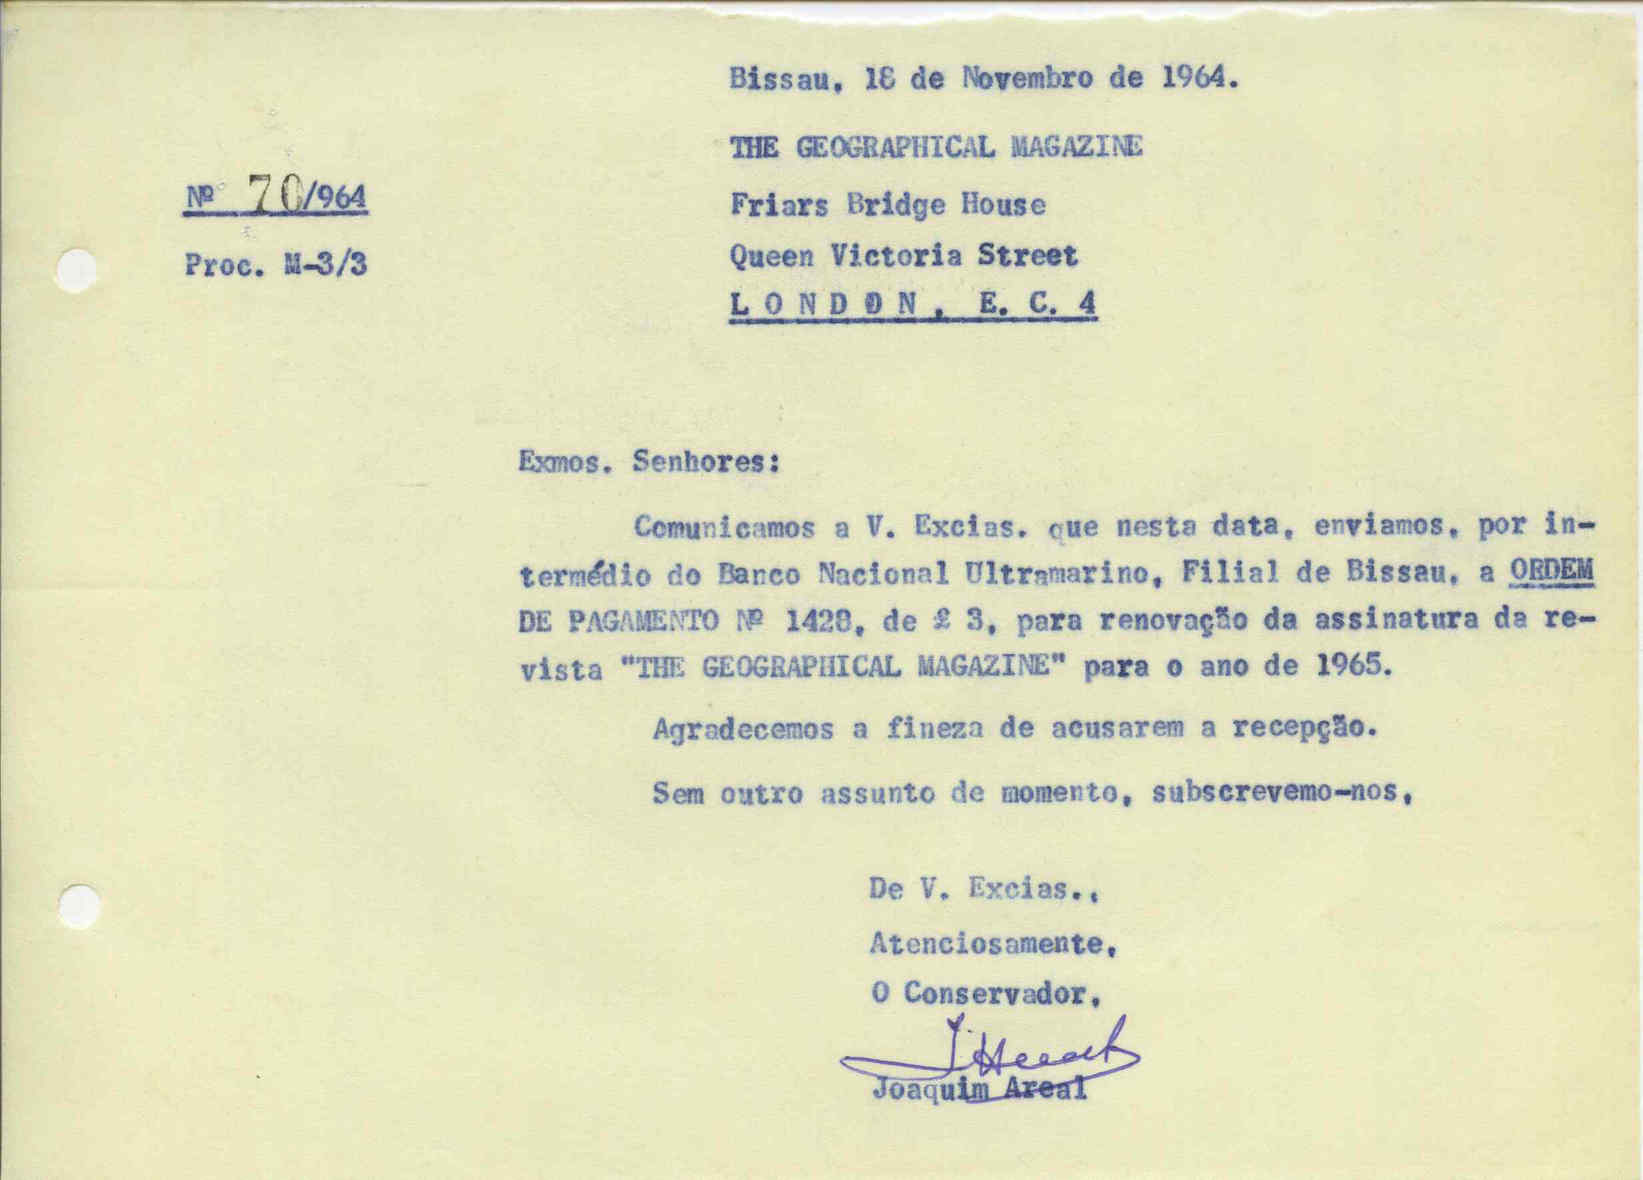 Bissau, 18 de Novembro de 1964.
THE GEOGRAPHICAL MAGAZINE
Nº 70/964
Friars Bridge House
Queen Victoria Street
Proc. M-3/3
L O N D O N , E. C. 4
Exmos. Senhores:
Comunicamos a V. Excias. que nesta data, enviamos, por in-
termédio do Banco Nacional Ultramarino, Filial de Bissau, a ORDEM
DE PAGAMENTO Nº 1428, de £ 3, para renovação da assinatura da re-
vista "THE GEOGRAPHICAL MAGAZINE" para o ano de 1965.
Agradecemos a fineza de acusarem a recepção.
Sem outro assunto de momento, subscrevemo-nos,
De V. Excias.,
Atenciosamente,
O Conservador,
Joaquim Areal